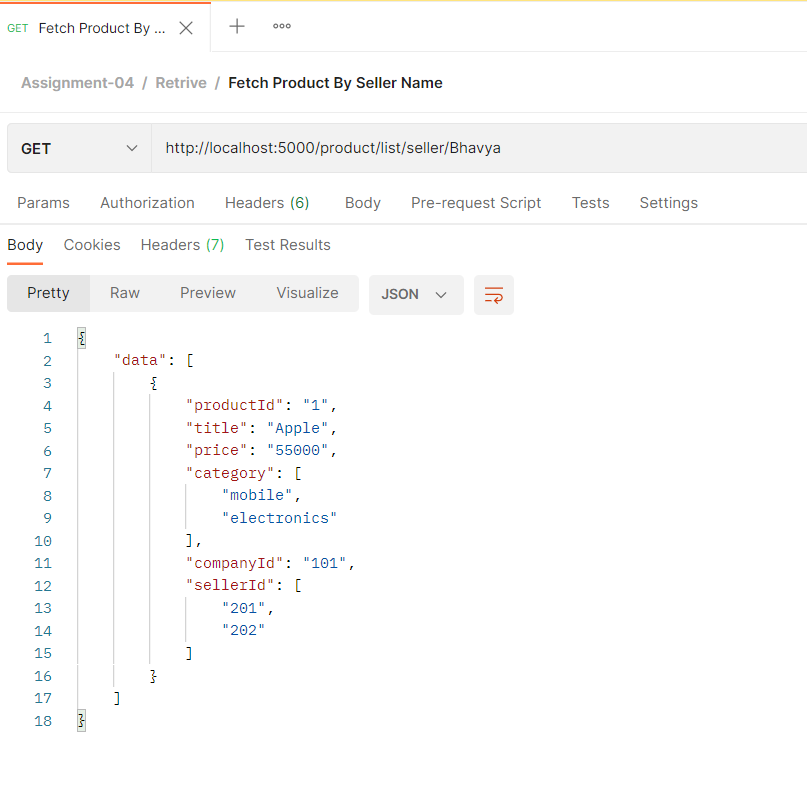 GET Fetch Product By ...
Assignment-04 / Retrive / Fetch Product By Seller Name
GET http://localhost:5000/product/list/seller/Bhavya
Params Authorization Headers (6) Body Pre-request Script Tests Settings
Body Cookies Headers (7) Test Results
Pretty Raw Preview Visualize JSON
1 {
2 "data": [
3 {
4 "productId": "1",
5 "title": "Apple",
6 "price": "55000",
7 "category": [
8 "mobile",
9 "electronics"
10 ],
11 "companyId": "101",
12 "sellerId": [
13 "201",
14 "202"
15 ]
16 }
17 ]
18 }